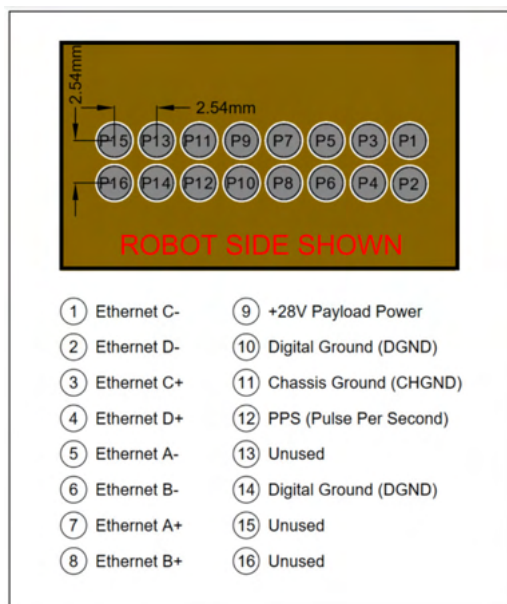 2.54mm
2.54mm
P15 P13 P11 P9 P7 P5 P3 P1
P16 P14 P12 P10 P8 P6 P4 P2
ROBOT SIDE SHOWN
1 Ethernet C-
2 Ethernet D-
3 Ethernet C+
4 Ethernet D+
5 Ethernet A-
6 Ethernet B-
7 Ethernet A+
8 Ethernet B+
9 +28V Payload Power
10 Digital Ground (DGND)
11 Chassis Ground (CHGND)
12 PPS (Pulse Per Second)
13 Unused
14 Digital Ground (DGND)
15 Unused
16 Unused